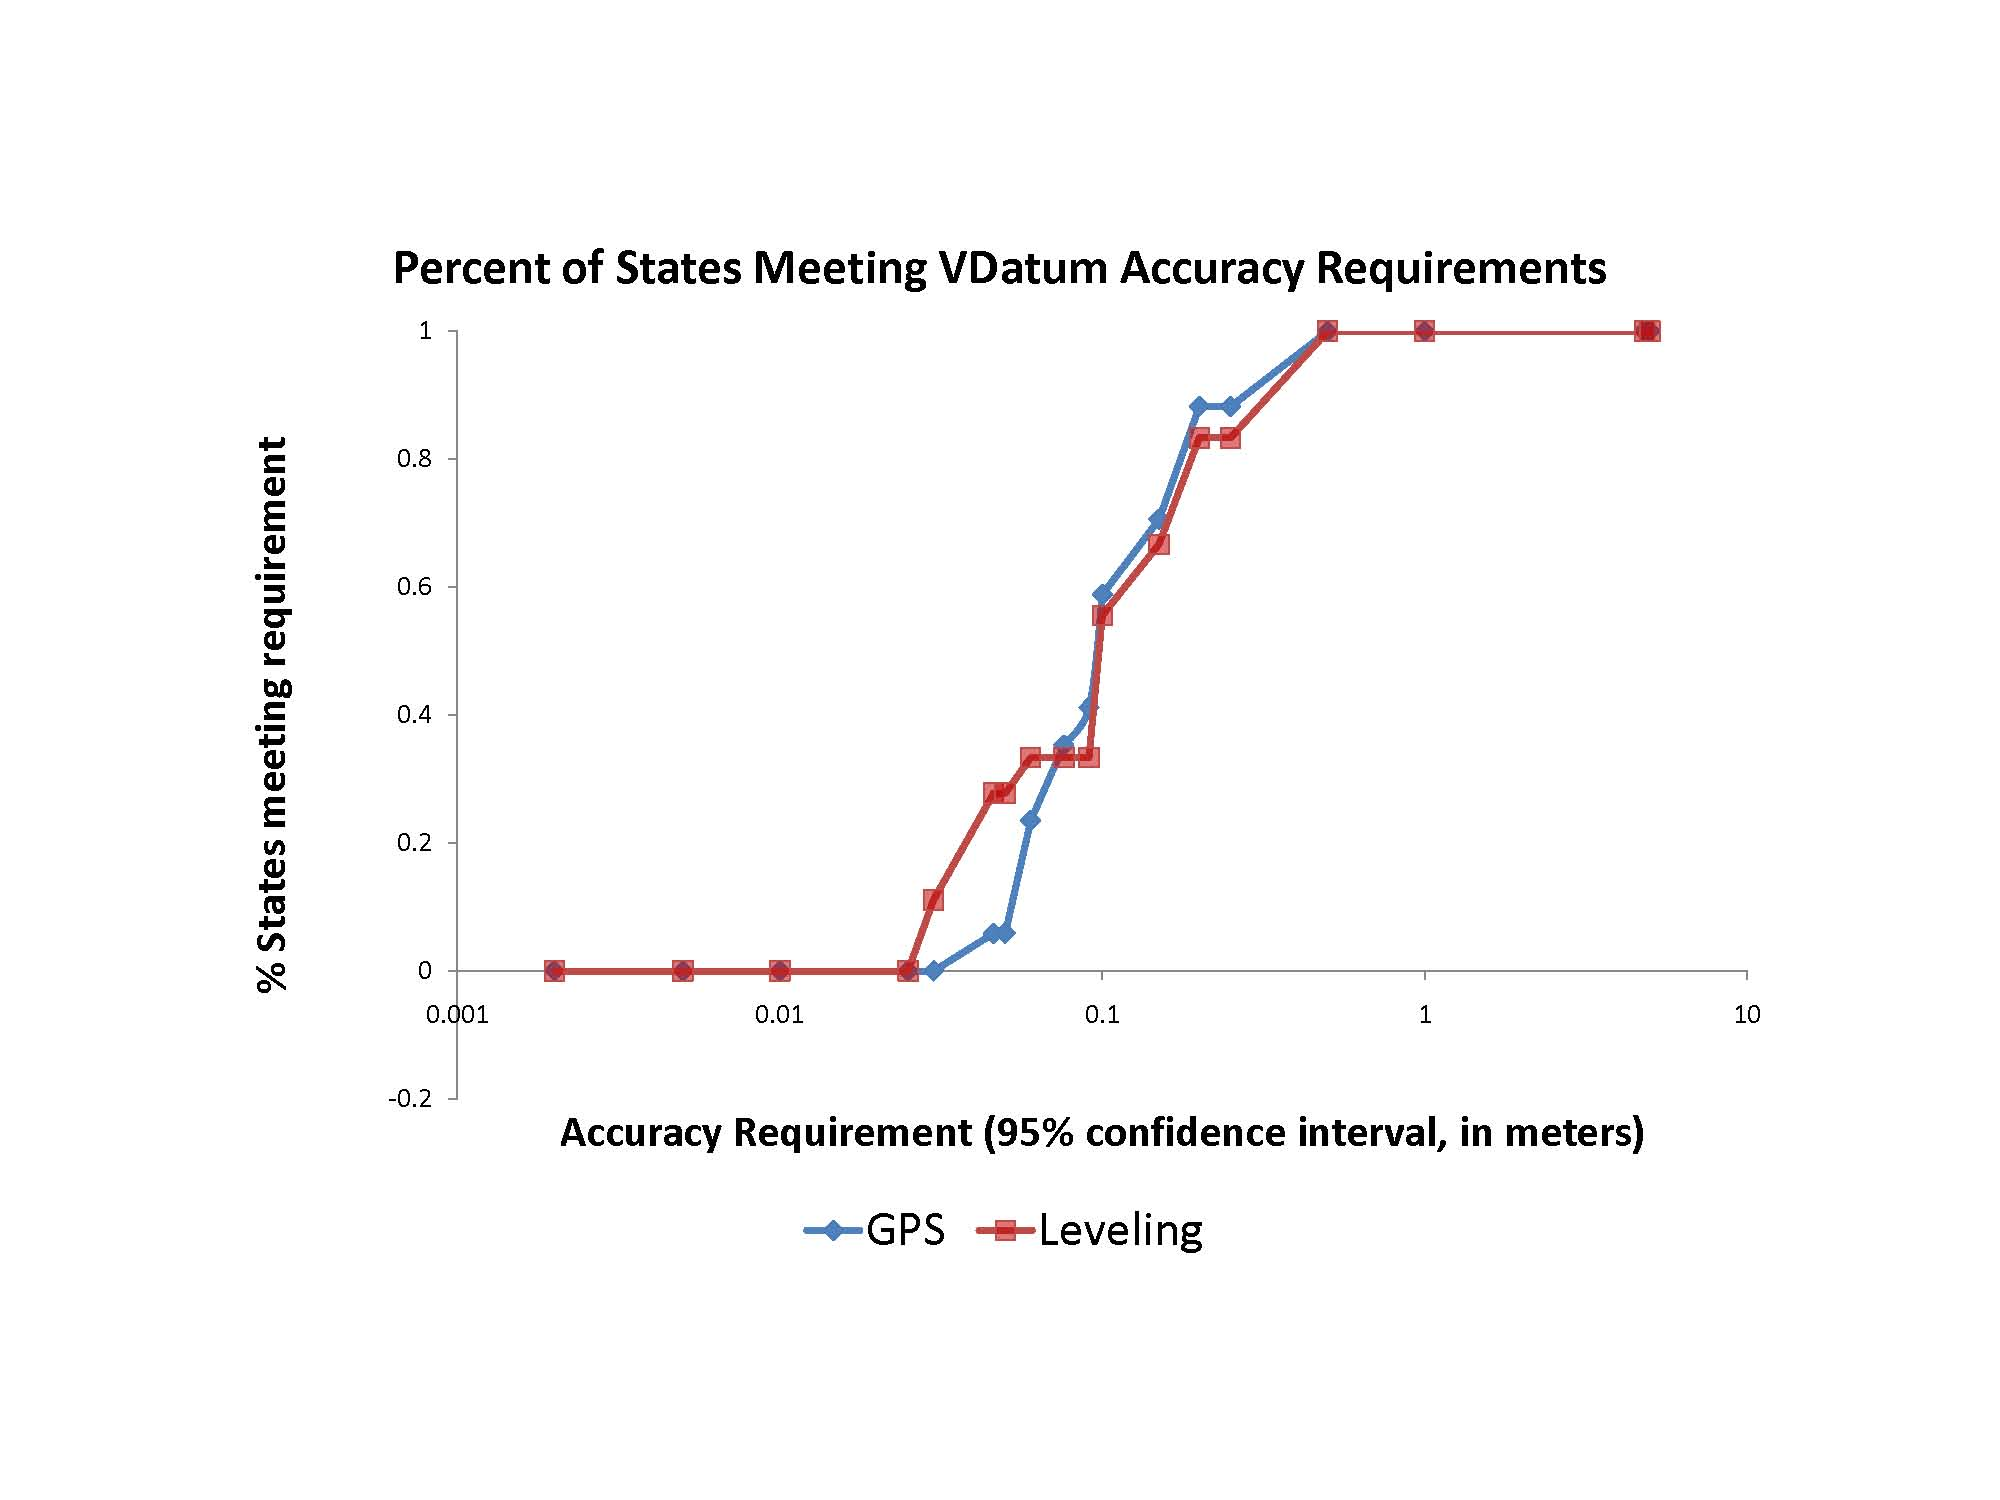 Percent of States Meeting VDatum Accuracy Requirements
% States meeting requirement
1
0.8
0.6
0.4
0.2
0
-0.2
0.001
0.01
0.1
1
10
Accuracy Requirement (95% confidence interval, in meters)
GPS
Leveling